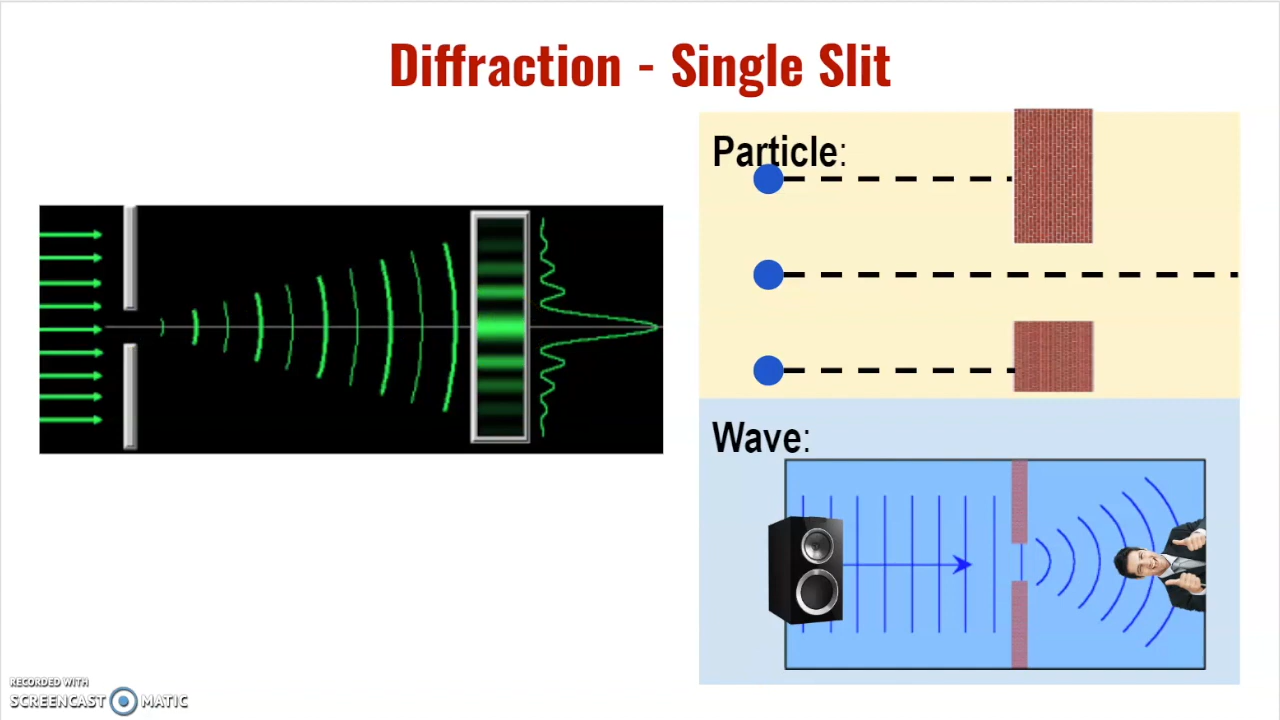 Diffraction - Single Slit
Particle:
Wave:
RECORDED WITH
SCREENCAST MATIC